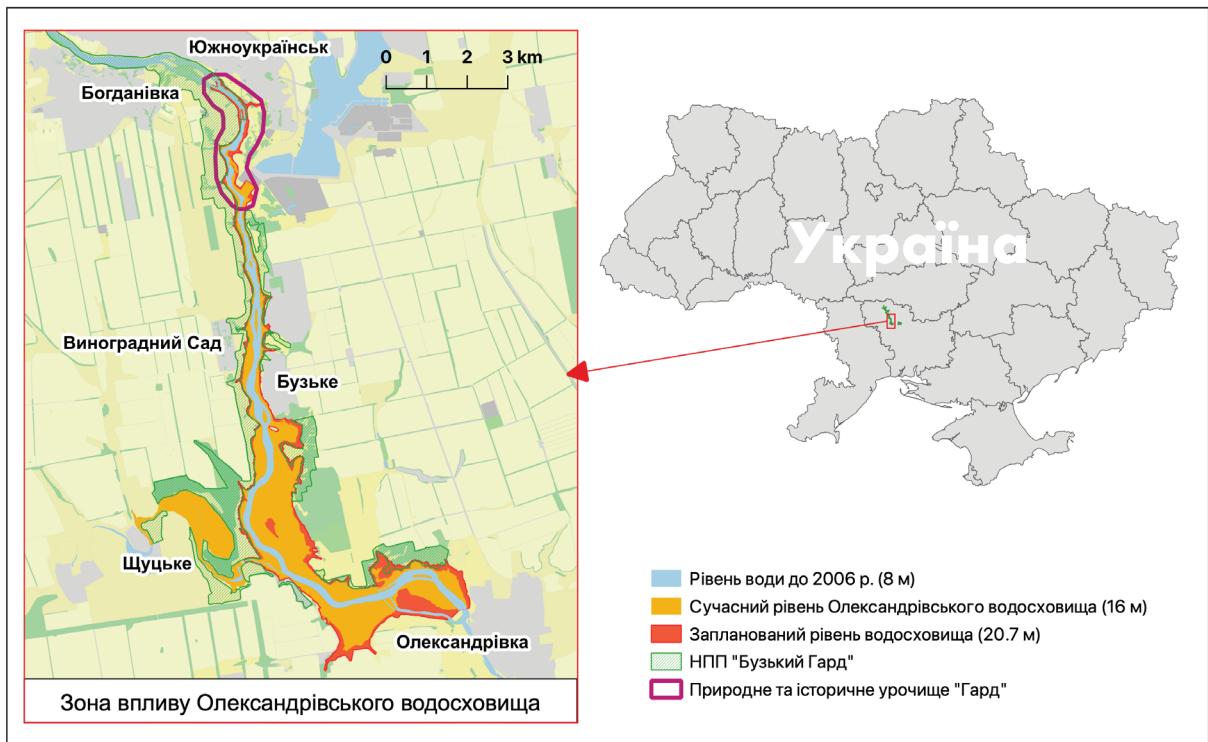 Южноукраїнськ
0 1 2 3 km
Богданівка
Україна
Виноградний Сад
Бузьке
Щуцьке
Олександрівка
Зона впливу Олександрівського водосховища
Рівень води до 2006 р. (8 м)
Сучасний рівень Олександрівського водосховища (16 м)
Запланований рівень водосховища (20.7 м)
НПП "Бузький Гард"
Природне та історичне урочище "Гард"